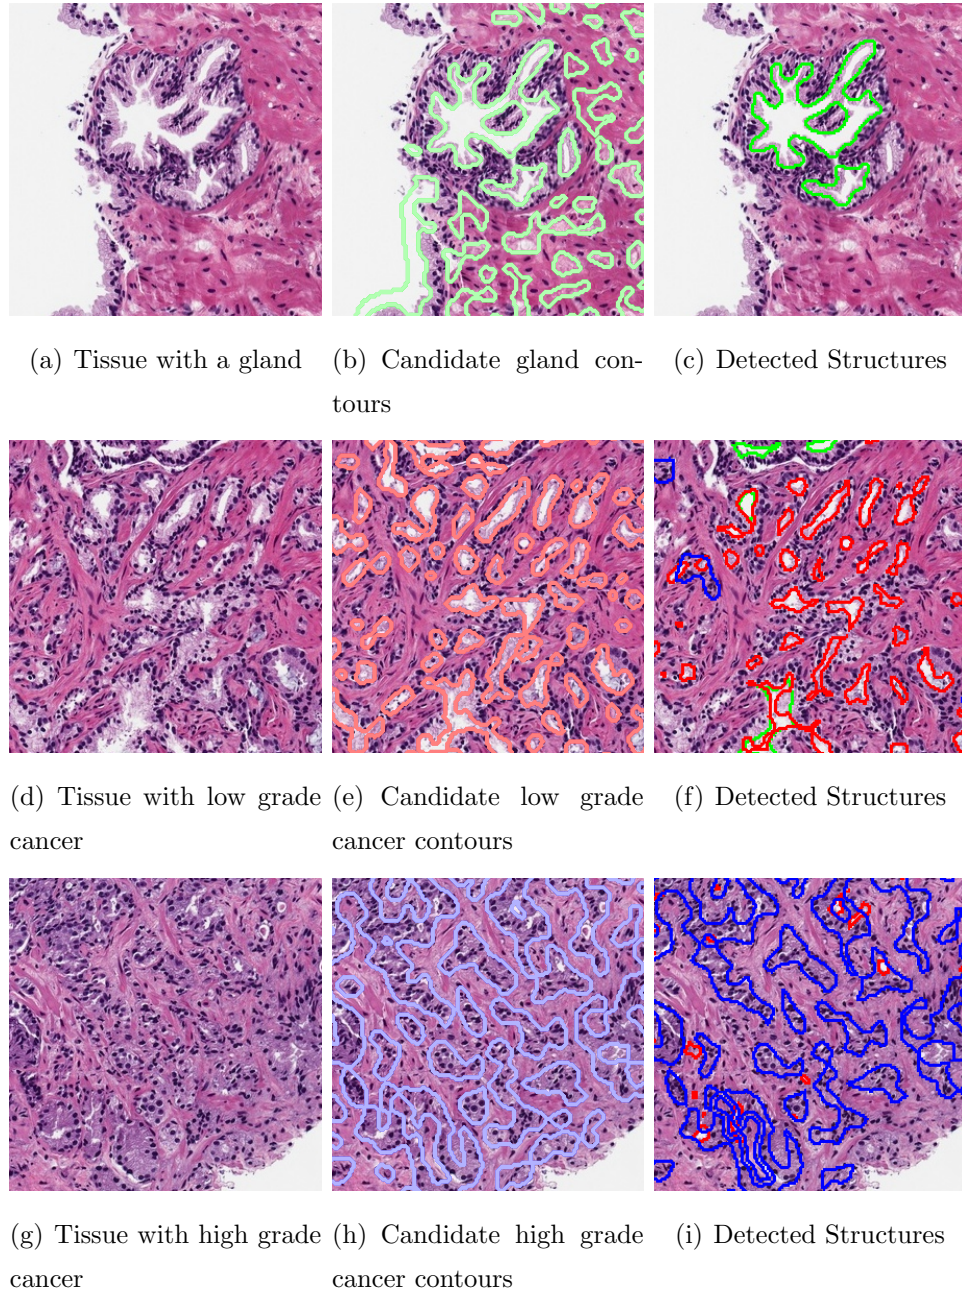 (a) Tissue with a gland
(b) Candidate gland con-
tours
(c) Detected Structures
(d) Tissue with low grade
cancer
(e) Candidate low grade
cancer contours
(f) Detected Structures
(g) Tissue with high grade
cancer
(h) Candidate high grade
cancer contours
(i) Detected Structures